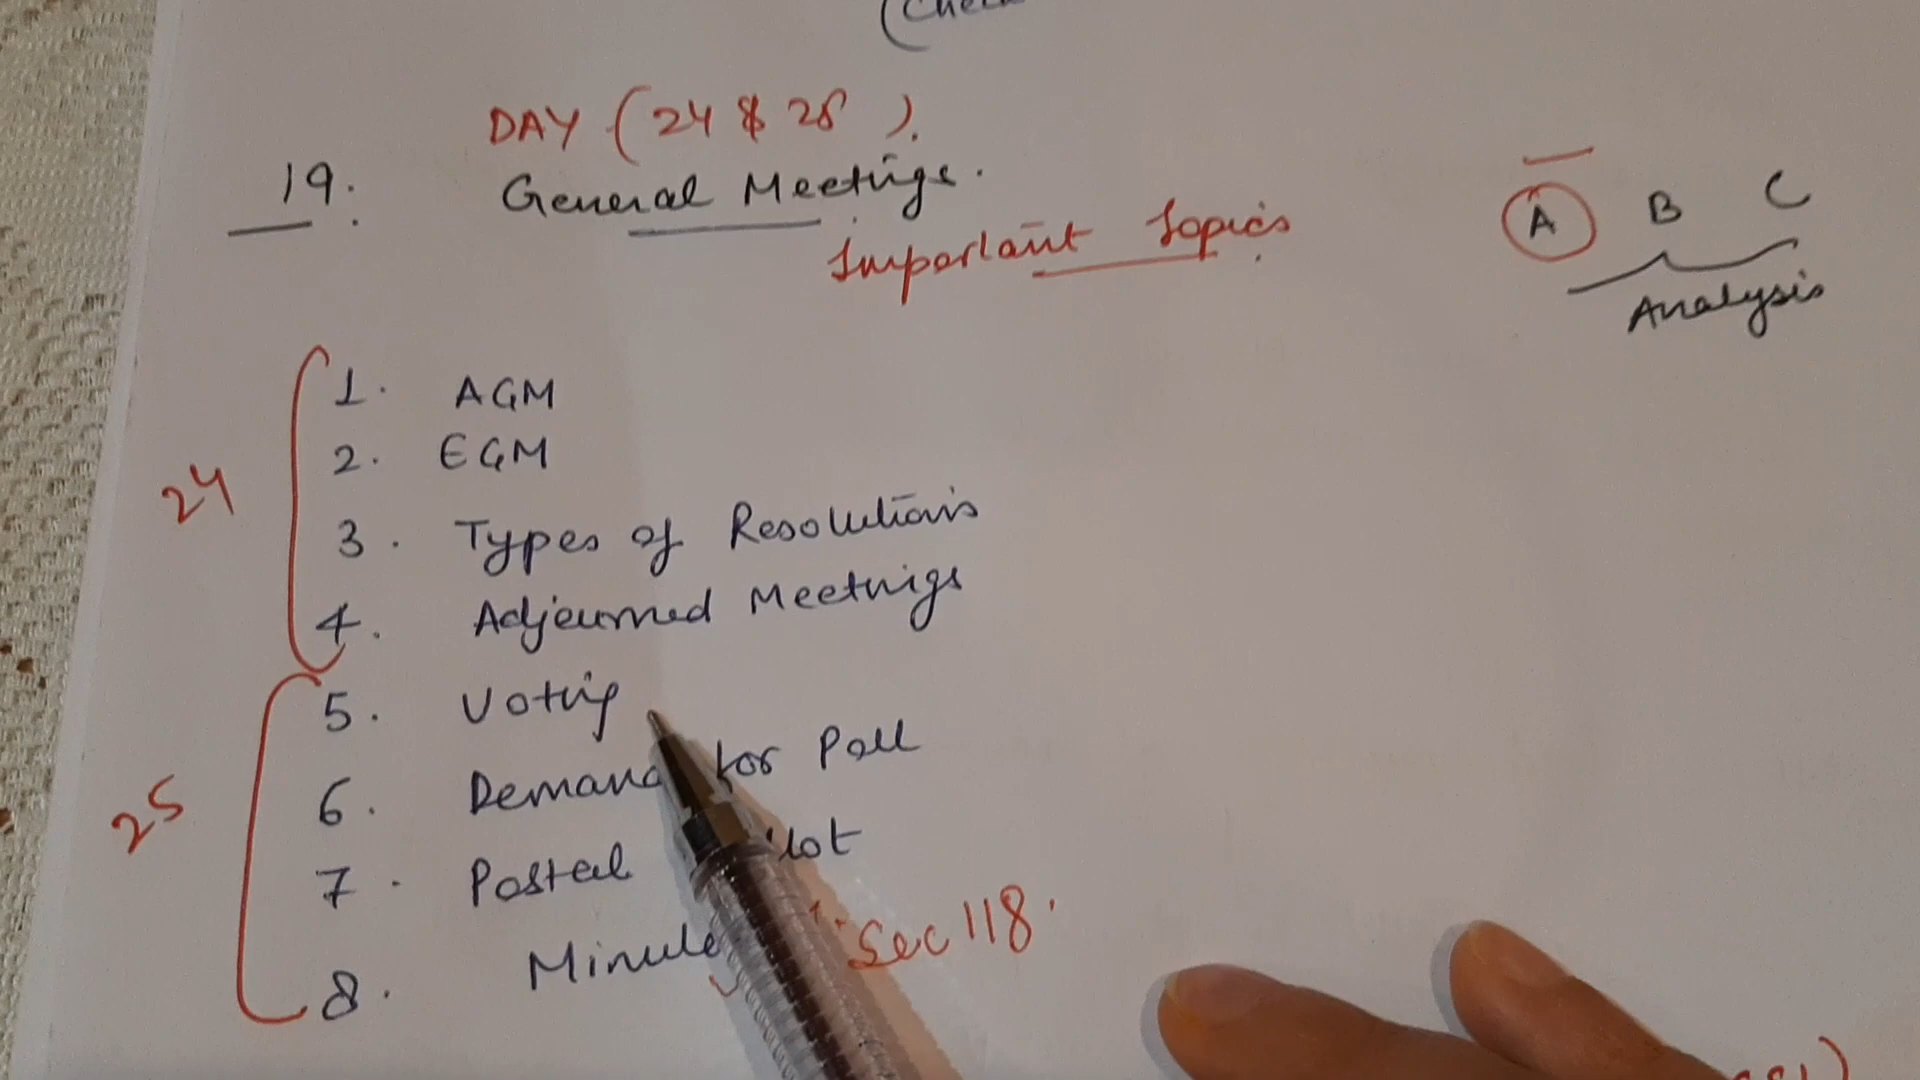 DAY (24 & 25).
19. General Meetings.
Important Topics
A B C
Analysis
24
1. AGM
2. EGM
3. Types of Resolutions
4. Adjourned Meetings
25
5. Voting
6. Demand for Poll
7. Postal
8. Minutes Sec 118.